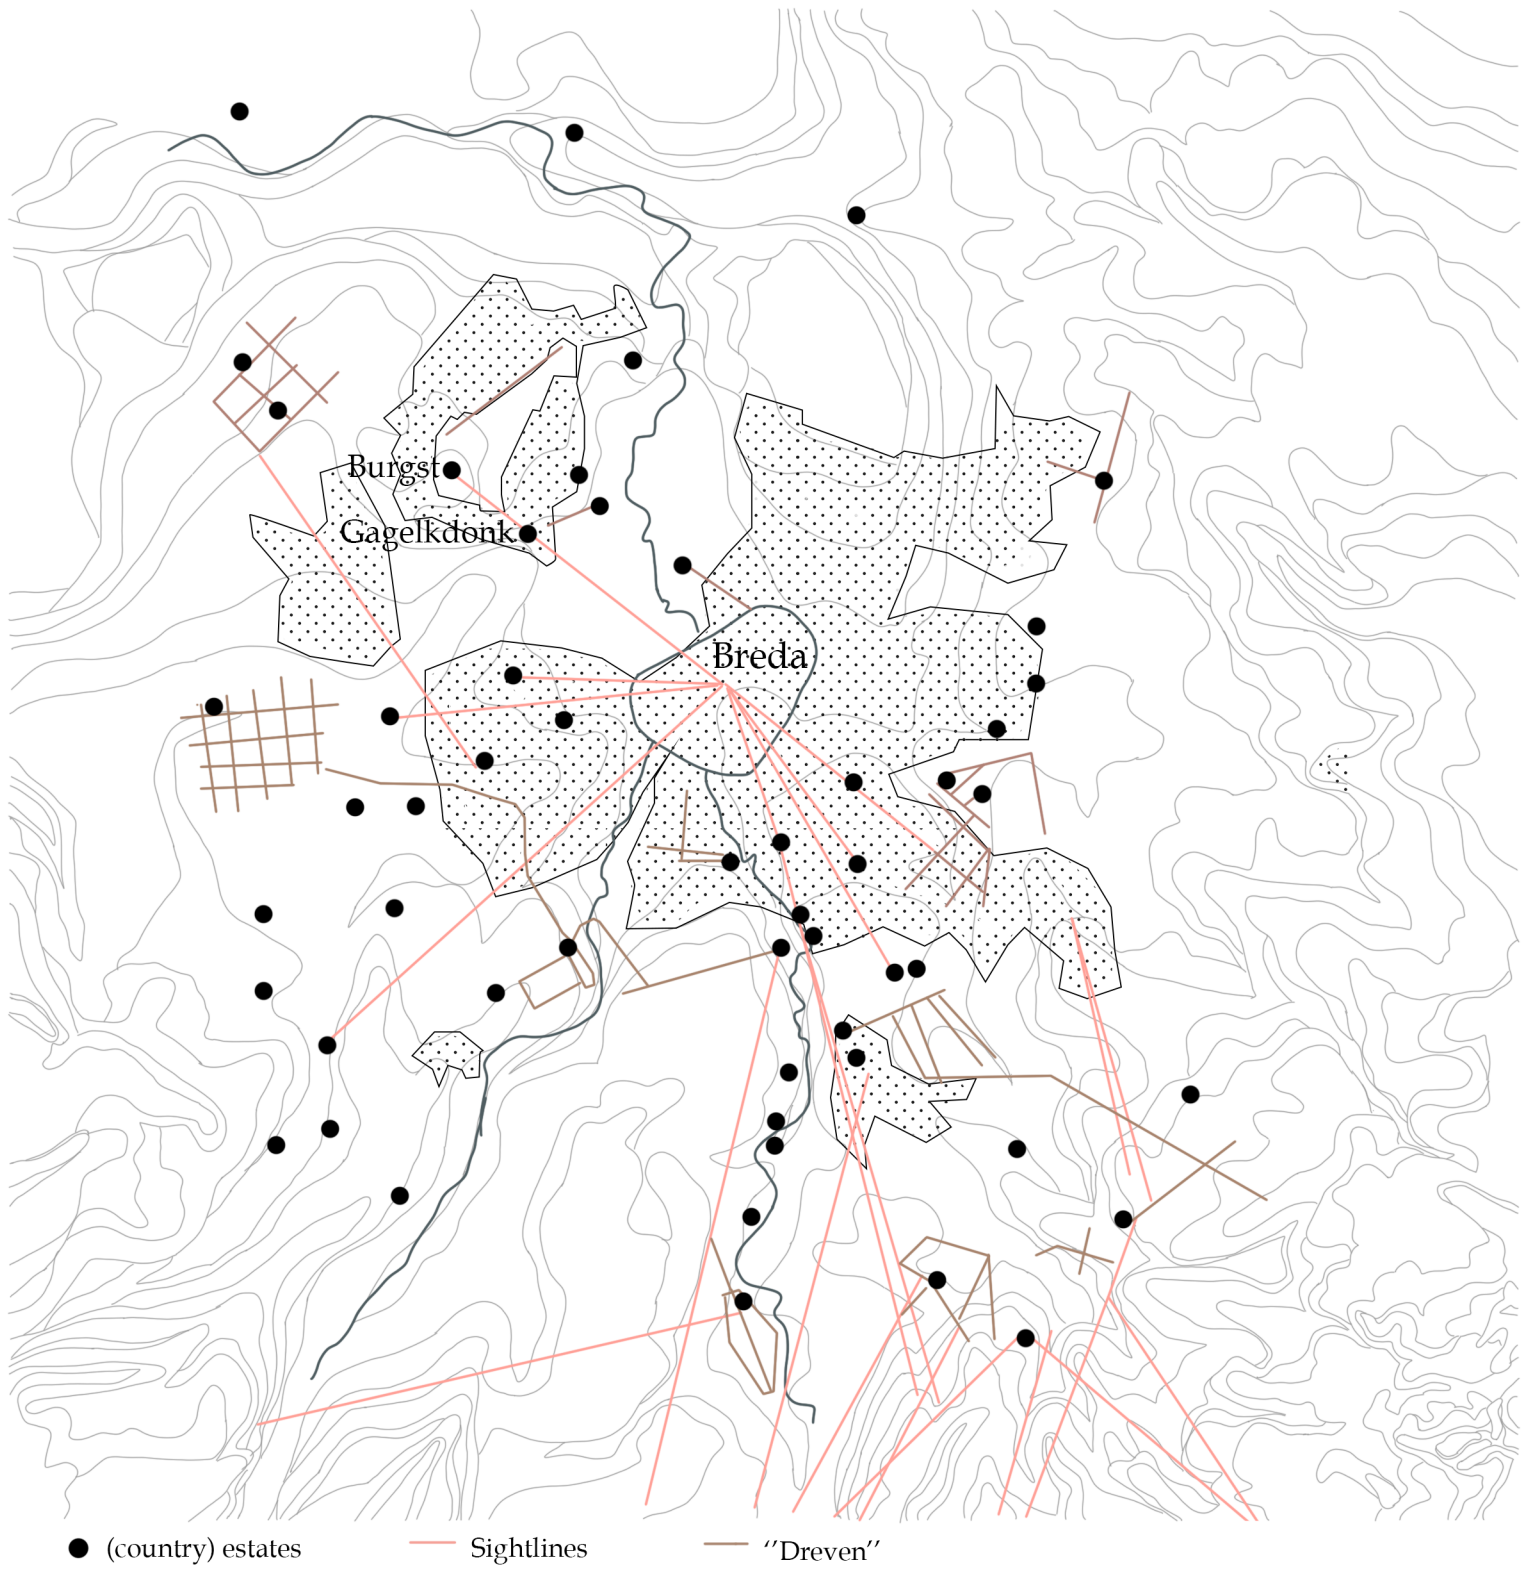 Burgst
Gagelkdonk
Breda
(country) estates
Sightlines
‘‘Dreven’’